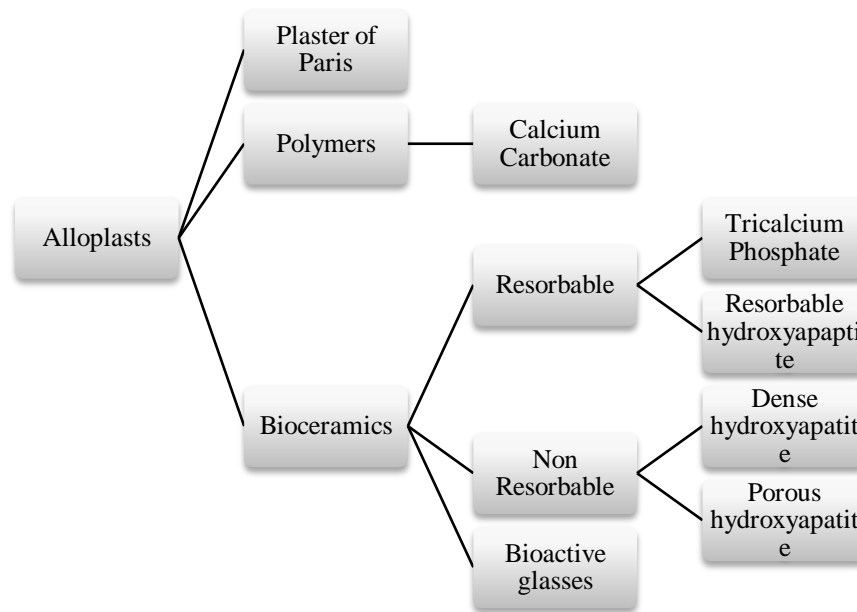 Plaster of
Paris
Polymers
Calcium
Carbonate
Alloplasts
Tricalcium
Phosphate
Resorbable
Resorbable
hydroxyapapti
te
Bioceramics
Dense
hydroxyapatit
e
Non
Resorbable
Porous
hydroxyapatit
e
Bioactive
glasses